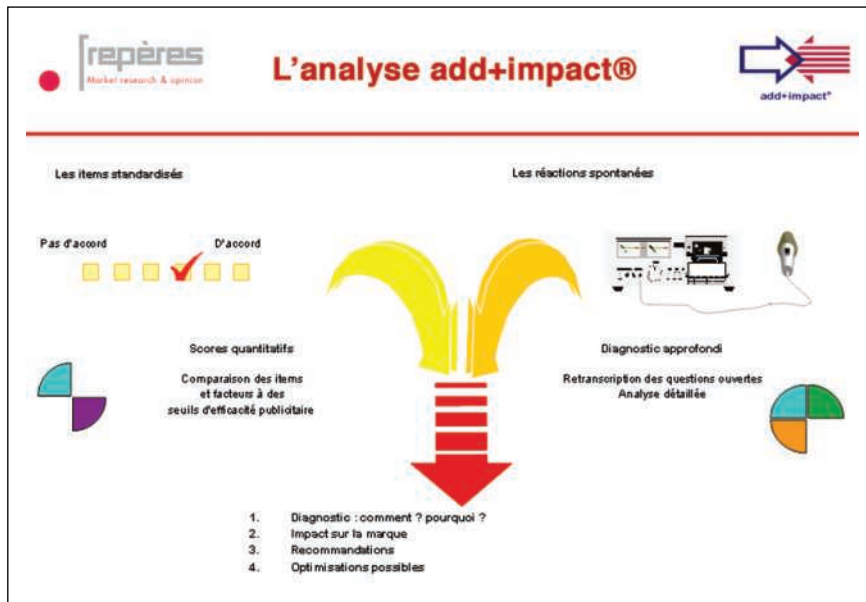 repères
Market research & opinion
L'analyse add+impact®
add+impact®
Les items standardisés
Les réactions spontanées
Pas d'accord
D'accord
Scores quantitatifs
Comparaison des items
et facteurs à des
seuils d'efficacité publicitaire
Diagnostic approfondi
Retranscription des questions ouvertes
Analyse détaillée
1. Diagnostic : comment ? pourquoi ?
2. Impact sur la marque
3. Recommandations
4. Optimisations possibles